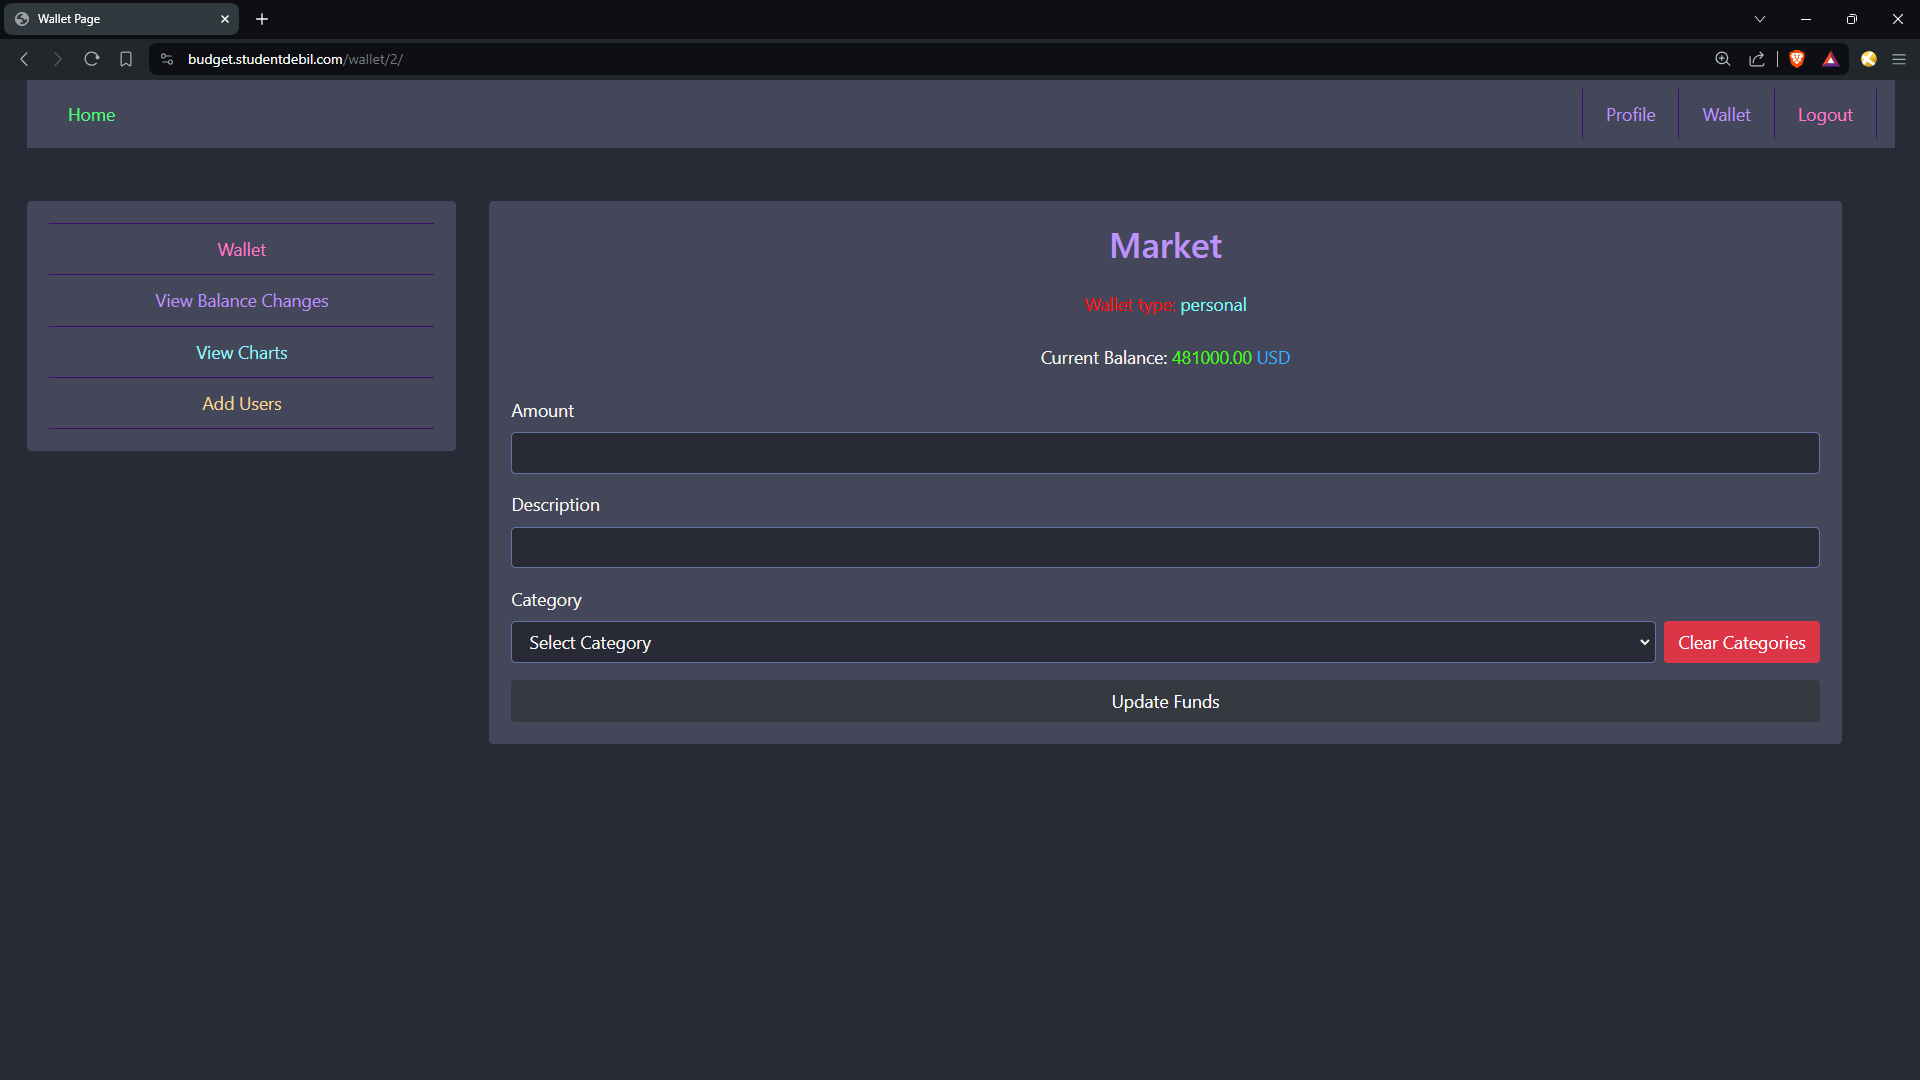 Wallet Page
budget.studentdebil.com/wallet/2/
Home
Profile
Wallet
Logout
Wallet
View Balance Changes
View Charts
Add Users
Market
Wallet type: personal
Current Balance: 481000.00 USD
Amount
Description
Category
Select Category
Clear Categories
Update Funds